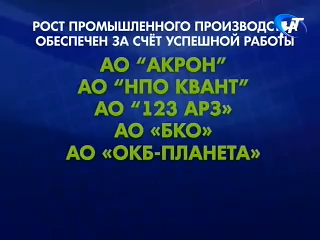 РОСТ ПРОМЫШЛЕННОГО ПРОИЗВОДСТВА
ОБЕСПЕЧЕН ЗА СЧЁТ УСПЕШНОЙ РАБОТЫ
АО “АКРОН”
АО “НПО КВАНТ”
АО “123 АРЗ»
АО «БКО»
АО «ОКБ-ПЛАНЕТА»